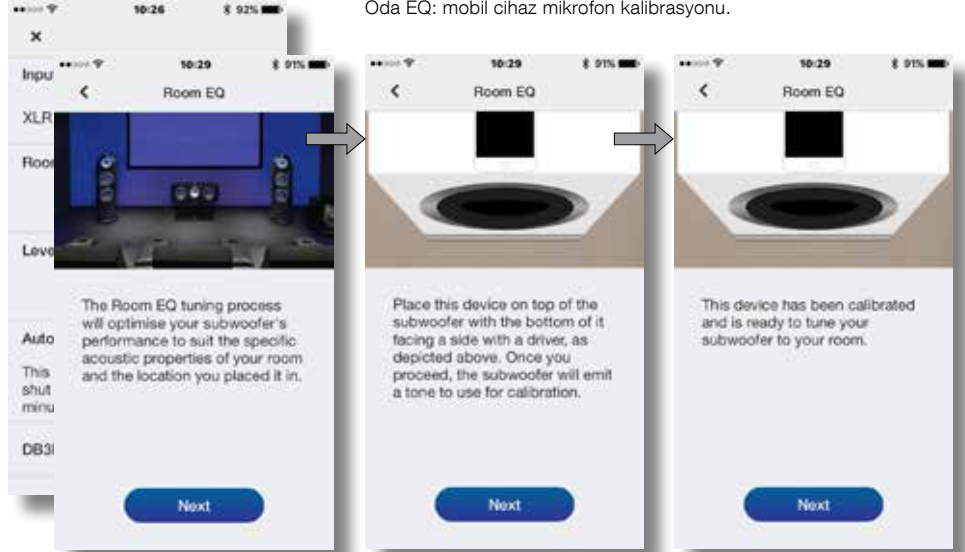 Oda EQ: mobil cihaz mikrofon kalibrasyonu.
10:26
92%
Inpu
XLR
Roor
Leve
Auto
This
shut
minu
DB3
10:29
91%
Room EQ
The Room EQ tuning process
will optimise your subwoofer's
performance to suit the specific
acoustic properties of your room
and the location you placed it in.
Next
10:29
91%
Room EQ
Place this device on top of the
subwoofer with the bottom of it
facing a side with a driver, as
depicted above. Once you
proceed, the subwoofer will emit
a tone to use for calibration.
Next
10:29
91%
Room EQ
This device has been calibrated
and is ready to tune your
subwoofer to your room.
Next